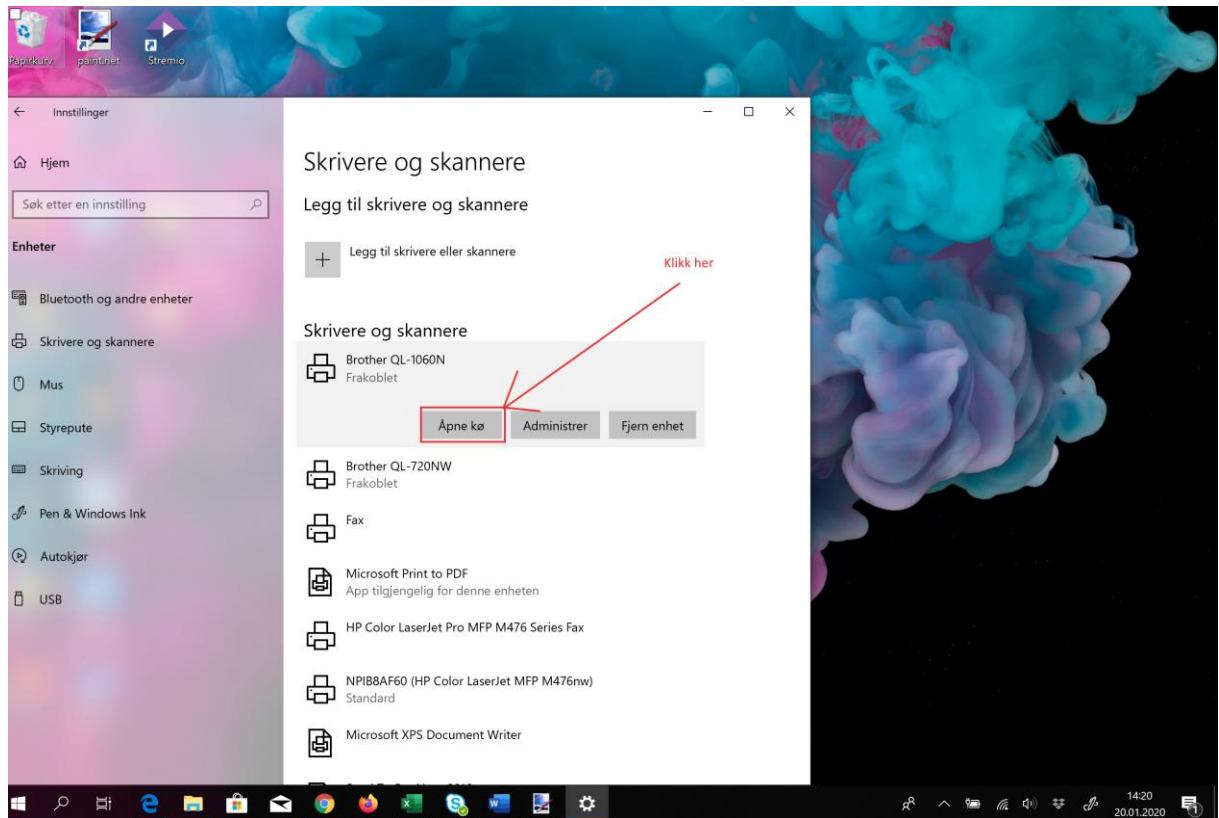 Papirkurv
paint.net
Stremio
Innstillinger
Hjem
Søk etter en innstilling
Enheter
Bluetooth og andre enheter
Skrivere og skannere
Mus
Styrepute
Skriving
Pen & Windows Ink
Autokjør
USB
Skrivere og skannere
Legg til skrivere og skannere
Legg til skrivere eller skannere
Klikk her
Skrivere og skannere
Brother QL-1060N
Frakoblet
Åpne kø
Administrer
Fjern enhet
Brother QL-720NW
Frakoblet
Fax
Microsoft Print to PDF
App tilgjengelig for denne enheten
HP Color LaserJet Pro MFP M476 Series Fax
NPIB8AF60 (HP Color LaserJet MFP M476nw)
Standard
Microsoft XPS Document Writer
14:20
20.01.2020